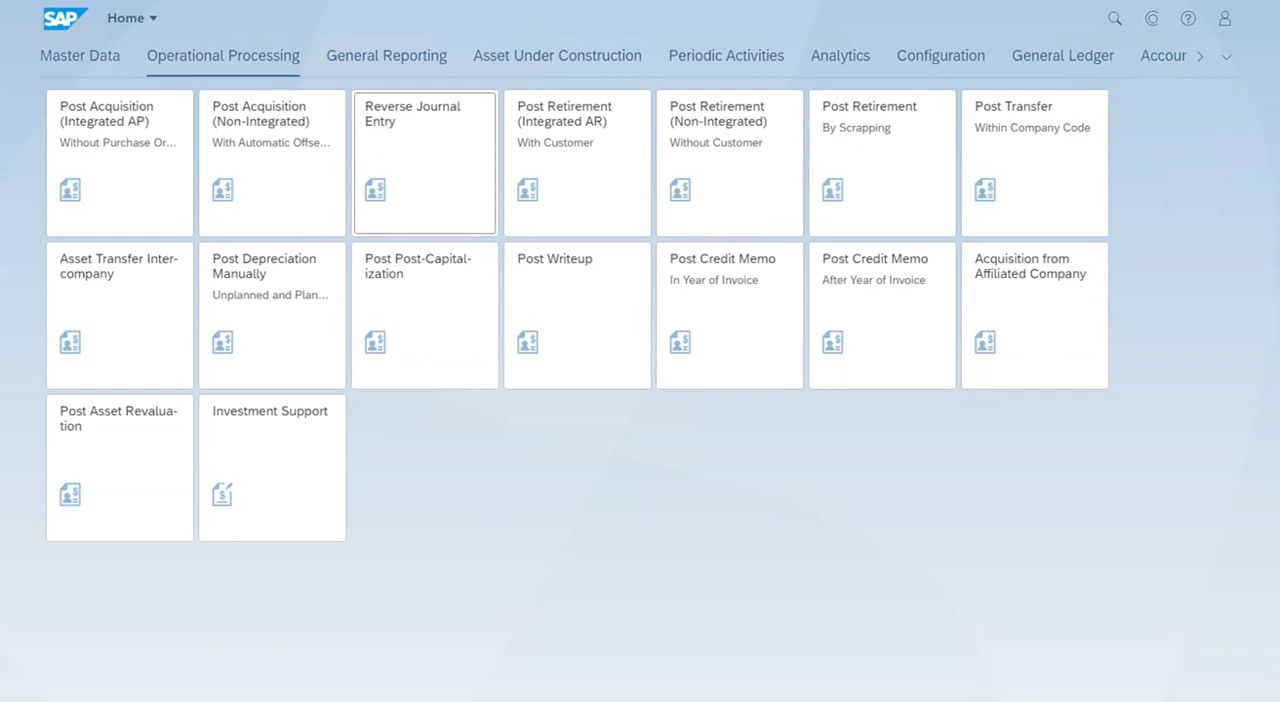 SAP Home
Master Data Operational Processing General Reporting Asset Under Construction Periodic Activities Analytics Configuration General Ledger Accour
Post Acquisition
(Integrated AP)
Without Purchase Or...
Post Acquisition
(Non-Integrated)
With Automatic Offse...
Reverse Journal
Entry
Post Retirement
(Integrated AR)
With Customer
Post Retirement
(Non-Integrated)
Without Customer
Post Retirement
By Scrapping
Post Transfer
Within Company Code
Asset Transfer Inter-
company
Post Depreciation
Manually
Unplanned and Plan...
Post Post-Capital-
ization
Post Writeup
Post Credit Memo
In Year of Invoice
Post Credit Memo
After Year of Invoice
Acquisition from
Affiliated Company
Post Asset Revalua-
tion
Investment Support